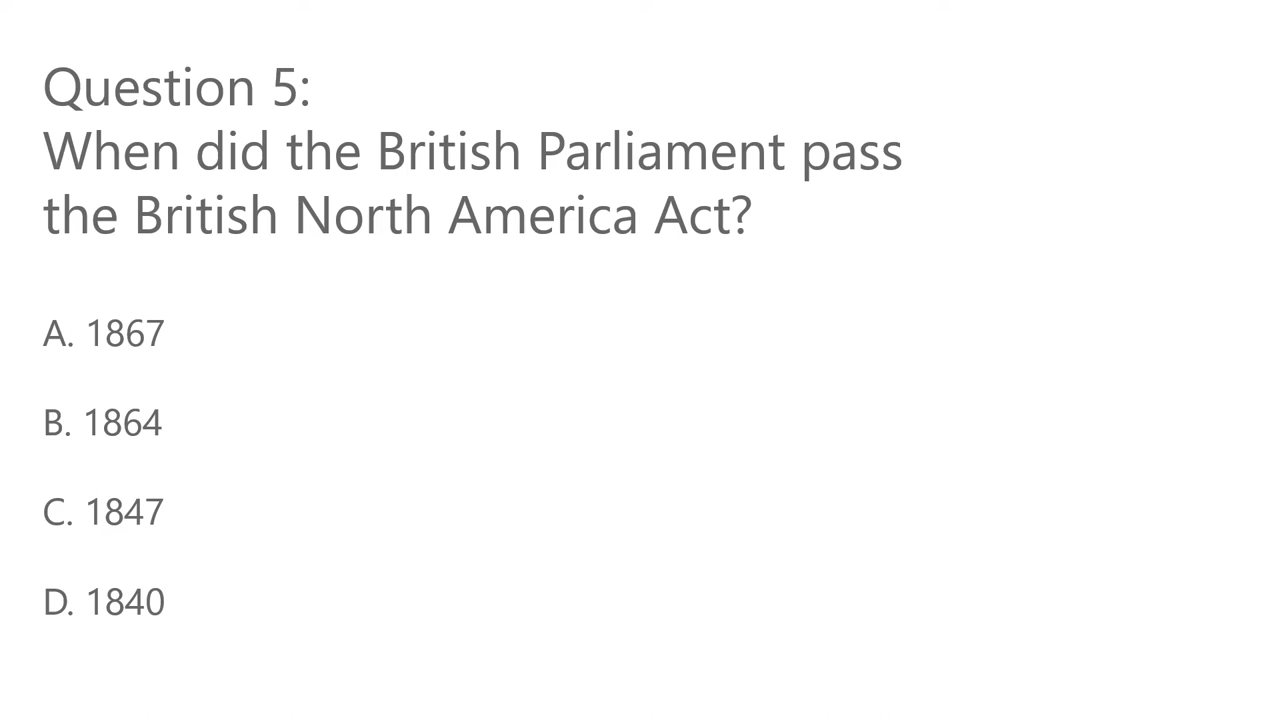 Question 5:
When did the British Parliament pass
the British North America Act?
A. 1867
B. 1864
C. 1847
D. 1840